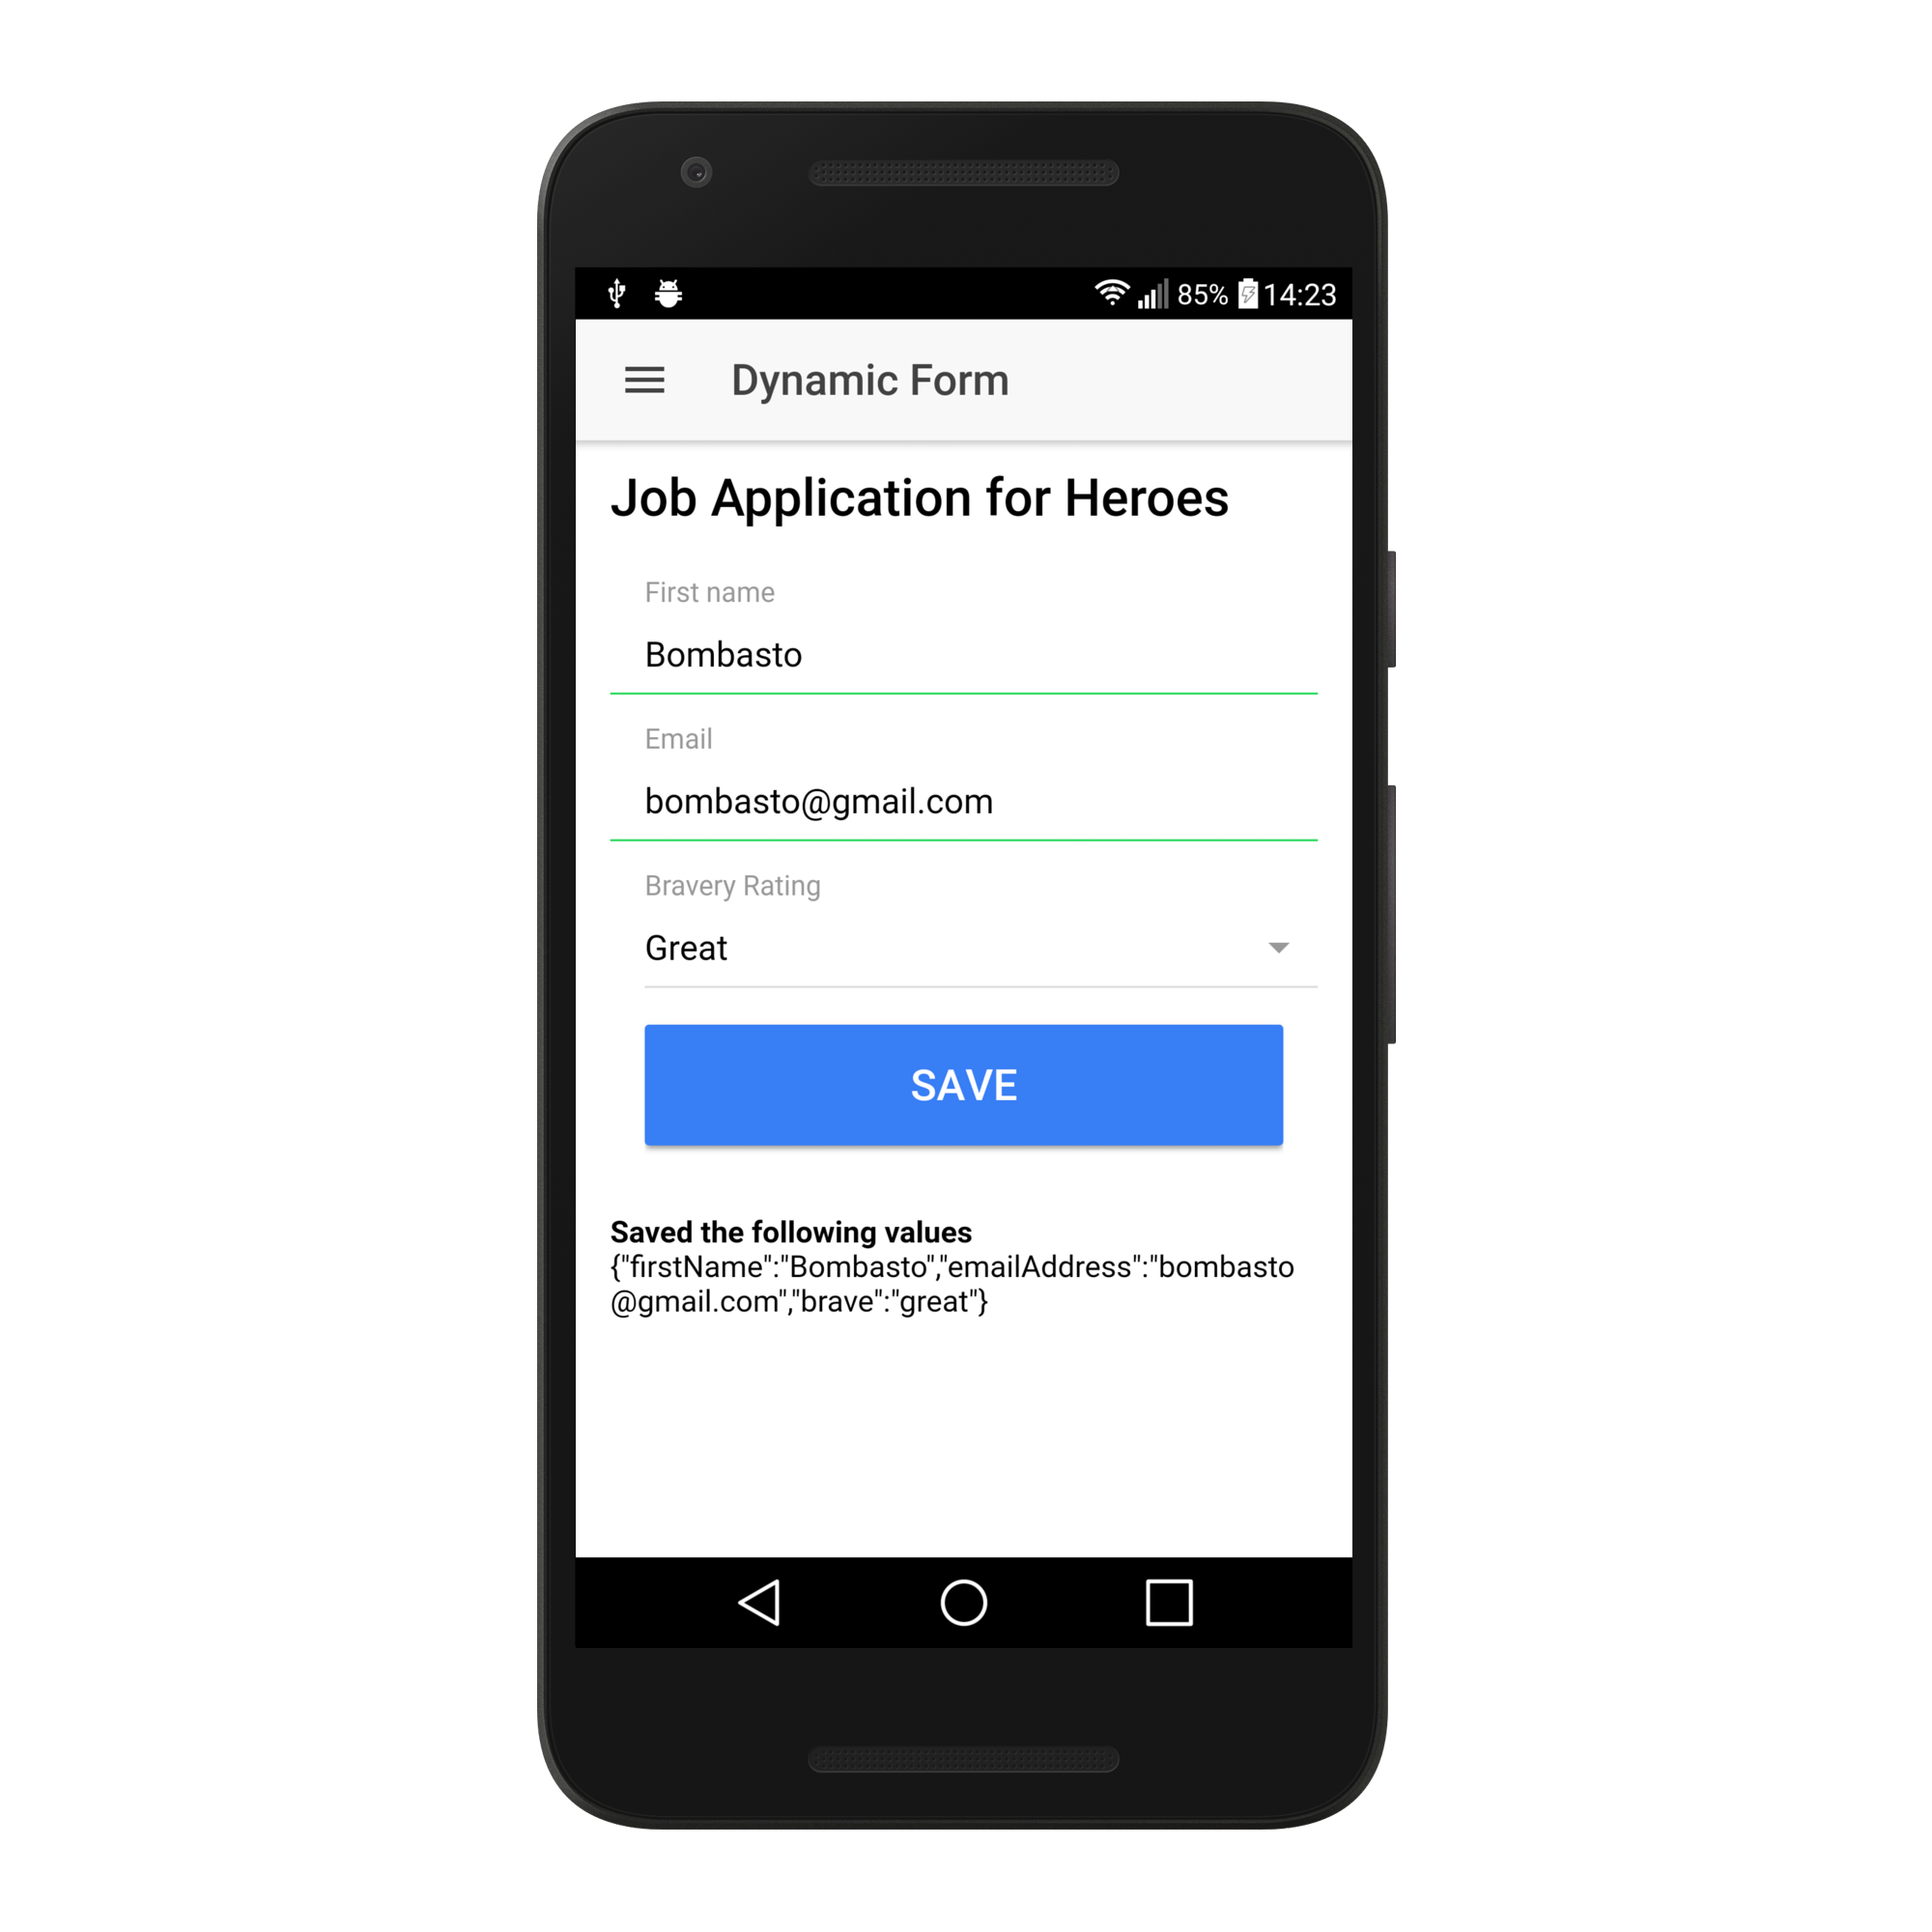 85% 14:23
Dynamic Form
Job Application for Heroes
First name
Bombasto
Email
bombasto@gmail.com
Bravery Rating
Great
SAVE
Saved the following values
{"firstName":"Bombasto","emailAddress":"bombasto
@gmail.com","brave":"great"}